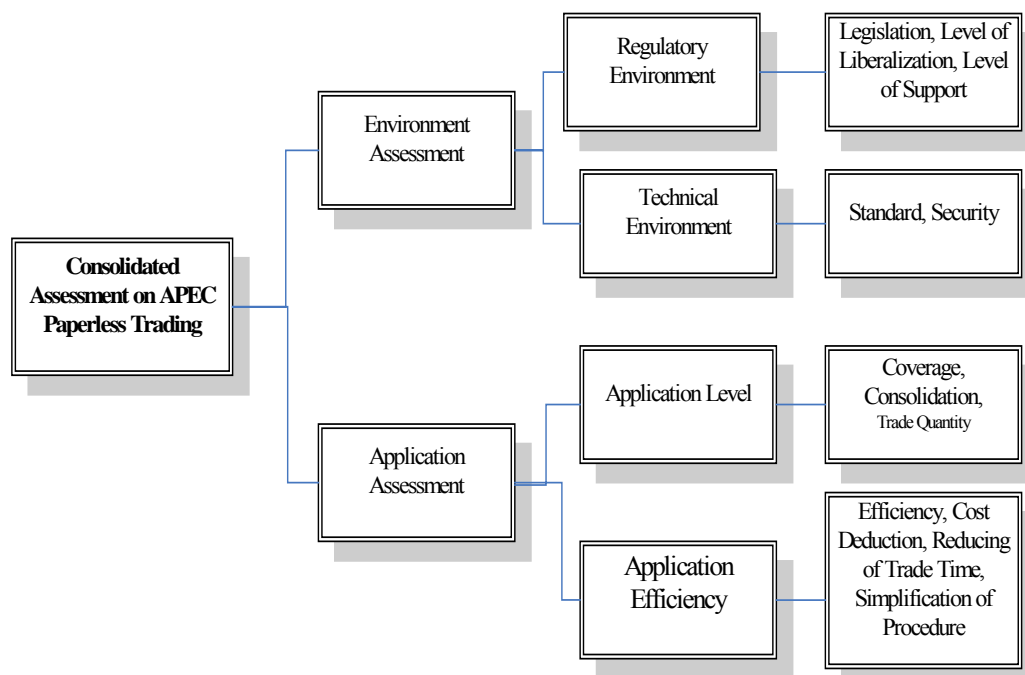 Consolidated
Assessment on APEC
Paperless Trading
Environment
Assessment
Regulatory
Environment
Legislation, Level of
Liberalization, Level
of Support
Technical
Environment
Standard, Security
Application
Assessment
Application Level
Coverage,
Consolidation,
Trade Quantity
Application
Efficiency
Efficiency, Cost
Deduction, Reducing
of Trade Time,
Simplification of
Procedure